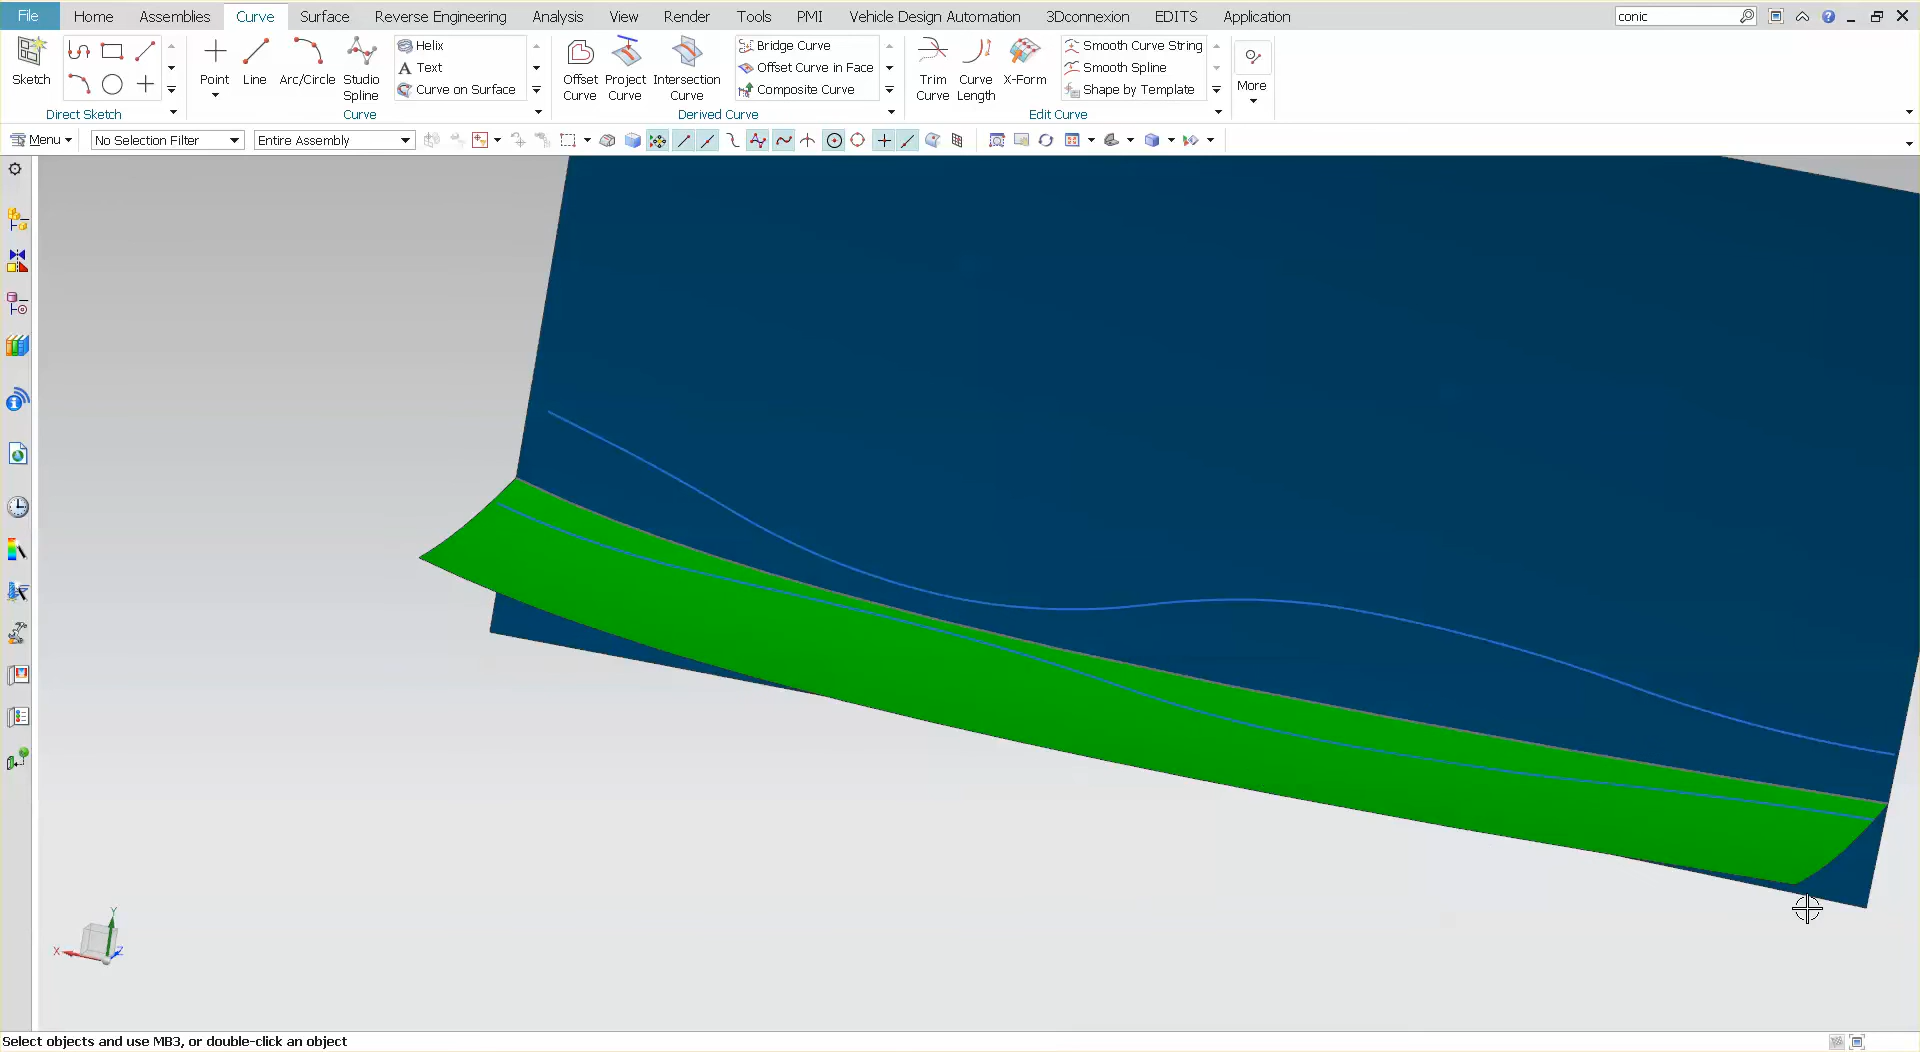 File Home Assemblies Curve Surface Reverse Engineering Analysis View Render Tools PMI Vehicle Design Automation 3Dconnexion EDITS Application conic
Helix Bridge Curve Smooth Curve String
Text Offset Curve in Face Smooth Spline
Sketch Point Line Arc/Circle Studio Spline Curve on Surface Offset Curve Project Curve Intersection Curve Composite Curve Trim Curve Curve Length X-Form Shape by Template More
Direct Sketch Curve Derived Curve Edit Curve
Menu No Selection Filter Entire Assembly
Y
X Z
Select objects and use MB3, or double-click an object